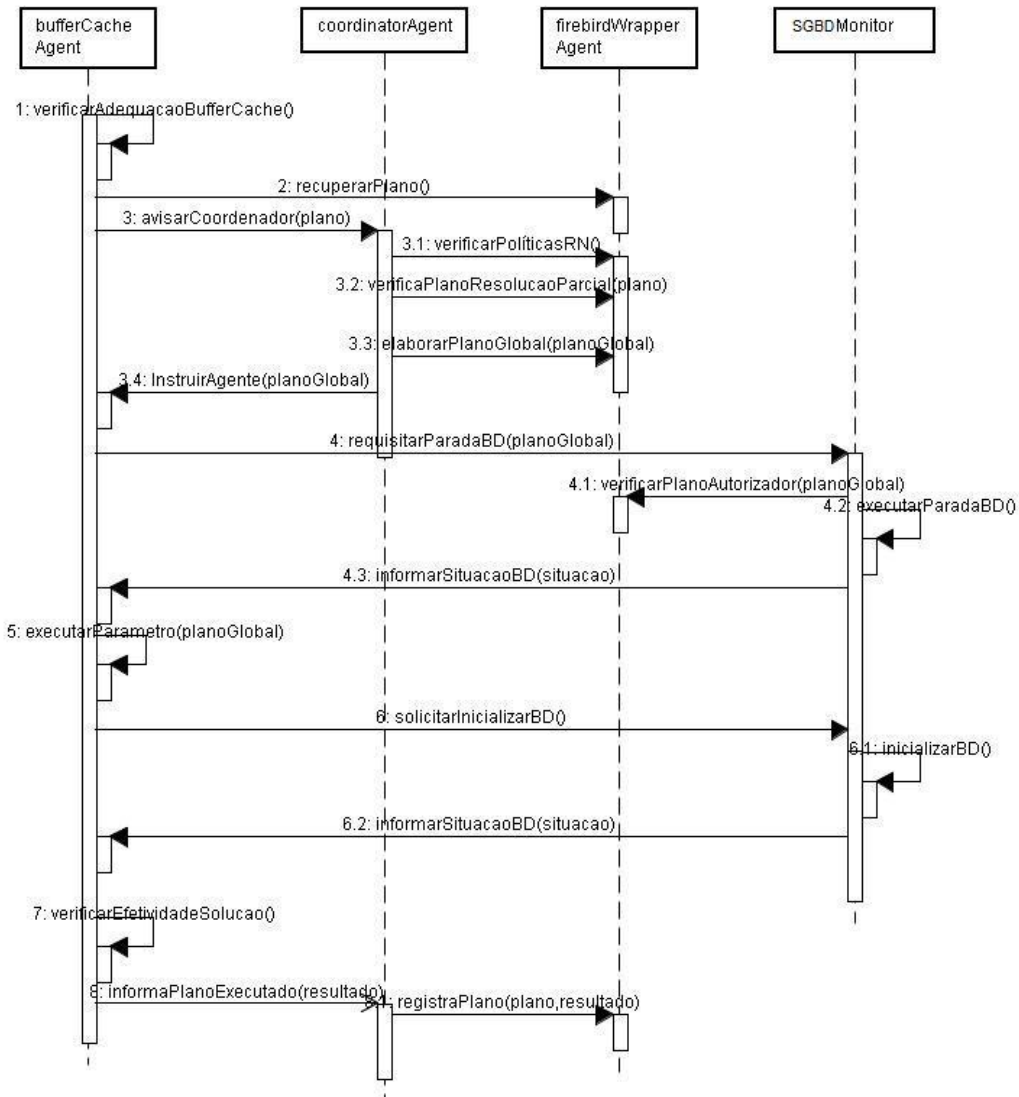 bufferCache
Agent
coordinatorAgent
firebirdWrapper
Agent
SGBDMonitor
1: verificarAdequacaoBufferCache()
2: recuperarPlano()
3: avisarCoordenador(plano)
3.1: verificarPolíticasRN()
3.2: verificaPlanoResolucaoParcial(plano)
3.3: elaborarPlanoGlobal(planoGlobal)
3.4: InstruirAgente(planoGlobal)
4: requisitarParadaBD(planoGlobal)
4.1: verificarPlanoAutorizador(planoGlobal)
4.2: executarParadaBD()
4.3: informarSituacaoBD(situacao)
5: executarParametro(planoGlobal)
6: solicitarInicializarBD()
6.1: inicializarBD()
6.2: informarSituacaoBD(situacao)
7: verificarEfetividadeSolucao()
8: informaPlanoExecutado(resultado)
8.1: registraPlano(plano,resultado)